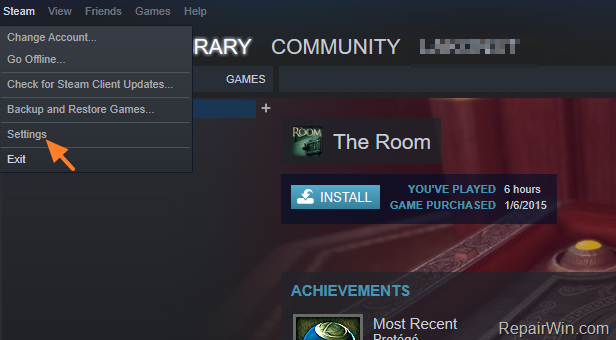 Steam View Friends Games Help
Change Account...
Go Offline...
Check for Steam Client Updates...
Backup and Restore Games...
Settings
Exit
RARY COMMUNITY
GAMES
+
ROOM
The Room
INSTALL
YOU'VE PLAYED 6 hours
GAME PURCHASED 1/6/2015
ACHIEVEMENTS
Most Recent
Protégé
RepairWin.com